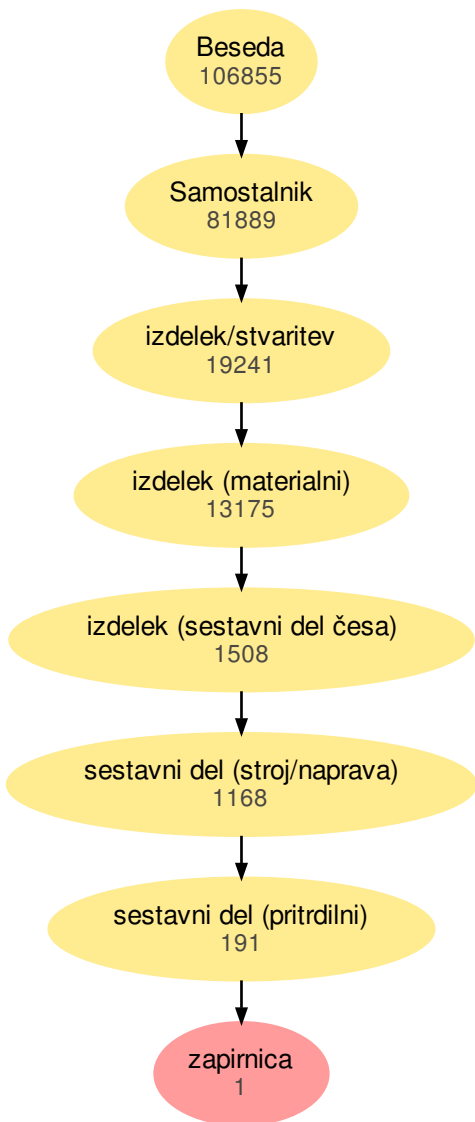 Beseda
106855
Samostalnik
81889
izdelek/stvaritev
19241
izdelek (materialni)
13175
izdelek (sestavni del česa)
1508
sestavni del (stroj/naprava)
1168
sestavni del (pritrdilni)
191
zapirnica
1